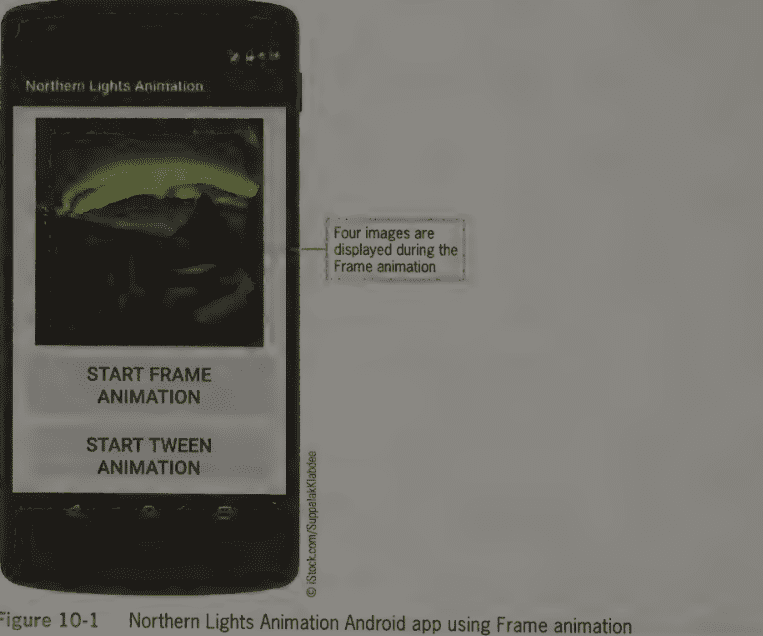 Northern Lights Animation
Four images are
displayed during the
Frame animation
START FRAME
ANIMATION
START TWEEN
ANIMATION
© iStock.com/SuppalakKlabdee
Figure 10-1 Northern Lights Animation Android app using Frame animation